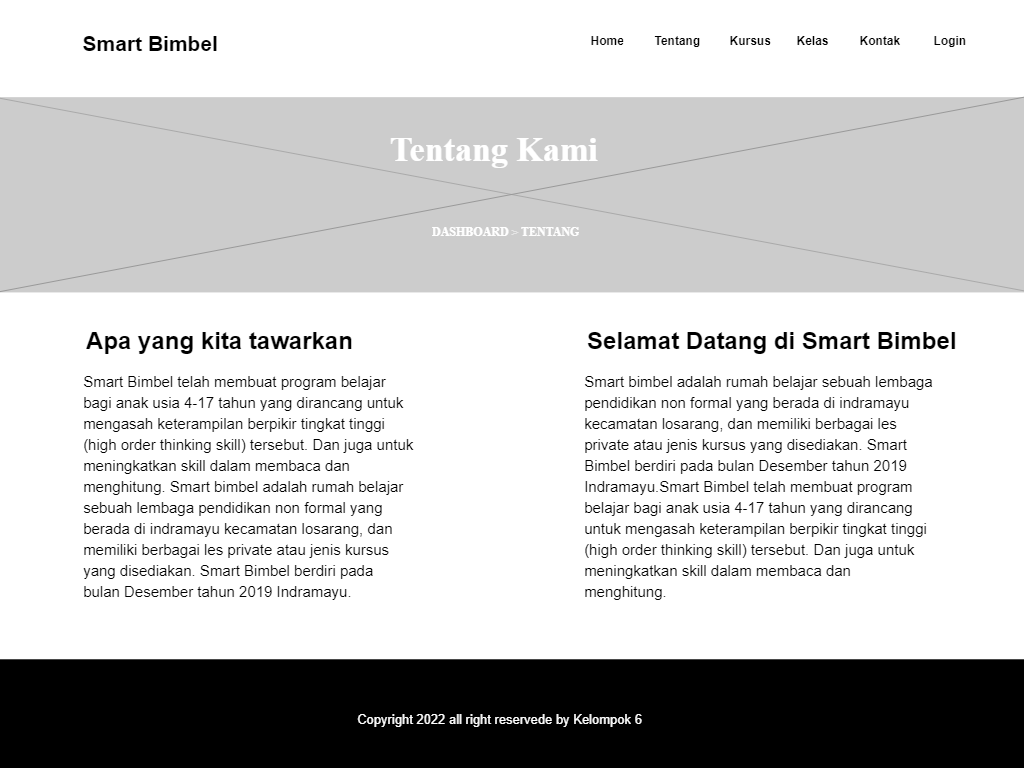 Smart Bimbel
Home Tentang Kursus Kelas Kontak Login
Tentang Kami
DASHBOARD > TENTANG
Apa yang kita tawarkan
Smart Bimbel telah membuat program belajar
bagi anak usia 4-17 tahun yang dirancang untuk
mengasah keterampilan berpikir tingkat tinggi
(high order thinking skill) tersebut. Dan juga untuk
meningkatkan skill dalam membaca dan
menghitung. Smart bimbel adalah rumah belajar
sebuah lembaga pendidikan non formal yang
berada di indramayu kecamatan losarang, dan
memiliki berbagai les private atau jenis kursus
yang disediakan. Smart Bimbel berdiri pada
bulan Desember tahun 2019 Indramayu.
Selamat Datang di Smart Bimbel
Smart bimbel adalah rumah belajar sebuah lembaga
pendidikan non formal yang berada di indramayu
kecamatan losarang, dan memiliki berbagai les
private atau jenis kursus yang disediakan. Smart
Bimbel berdiri pada bulan Desember tahun 2019
Indramayu.Smart Bimbel telah membuat program
belajar bagi anak usia 4-17 tahun yang dirancang
untuk mengasah keterampilan berpikir tingkat tinggi
(high order thinking skill) tersebut. Dan juga untuk
meningkatkan skill dalam membaca dan
menghitung.
Copyright 2022 all right reservede by Kelompok 6